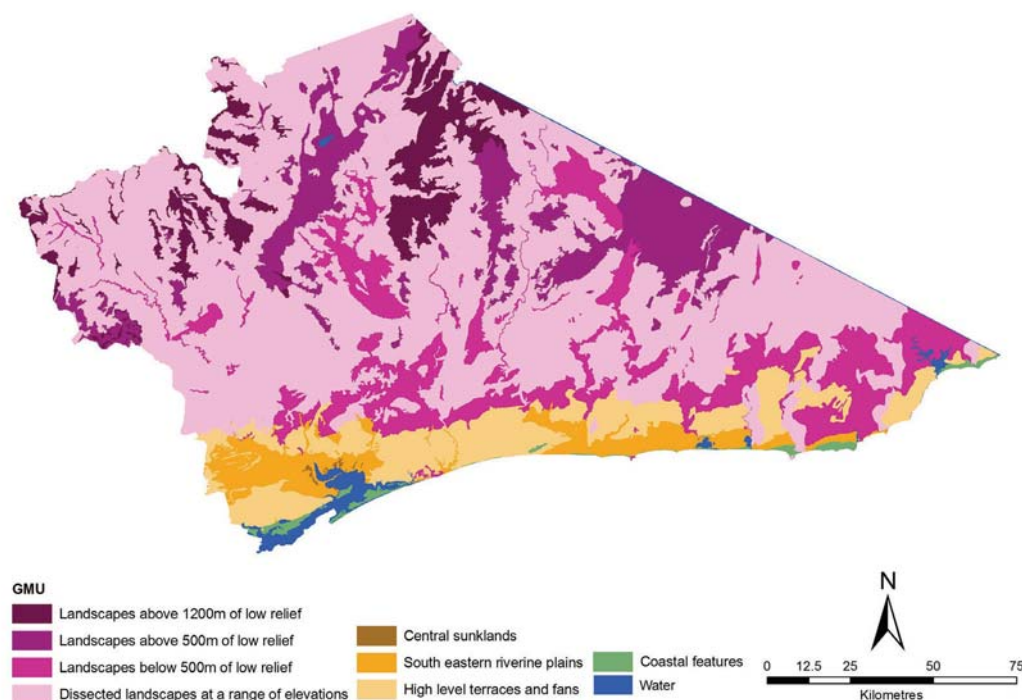 GMU
Landscapes above 1200m of low relief
Landscapes above 500m of low relief
Landscapes below 500m of low relief
Dissected landscapes at a range of elevations
Central sunklands
South eastern riverine plains
High level terraces and fans
Coastal features
Water
N
0 12.5 25 50 75
Kilometres